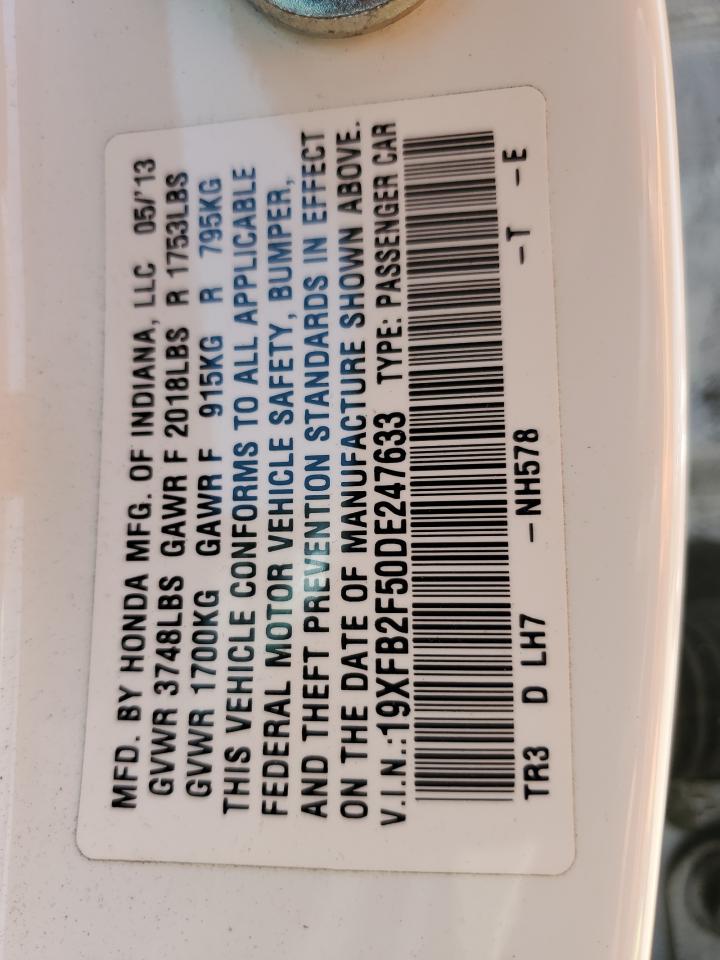 MFD. BY HONDA MFG. OF INDIANA, LLC 05/'13
GVWR 3748LBS GAWR F 2018LBS R 1753LBS
GVWR 1700KG GAWR F 915KG R 795KG
THIS VEHICLE CONFORMS TO ALL APPLICABLE
FEDERAL MOTOR VEHICLE SAFETY, BUMPER,
AND THEFT PREVENTION STANDARDS IN EFFECT
ON THE DATE OF MANUFACTURE SHOWN ABOVE.
V.I.N.:19XFB2F50DE247633 TYPE: PASSENGER CAR
TR3 D LH7 -NH578 -T -E